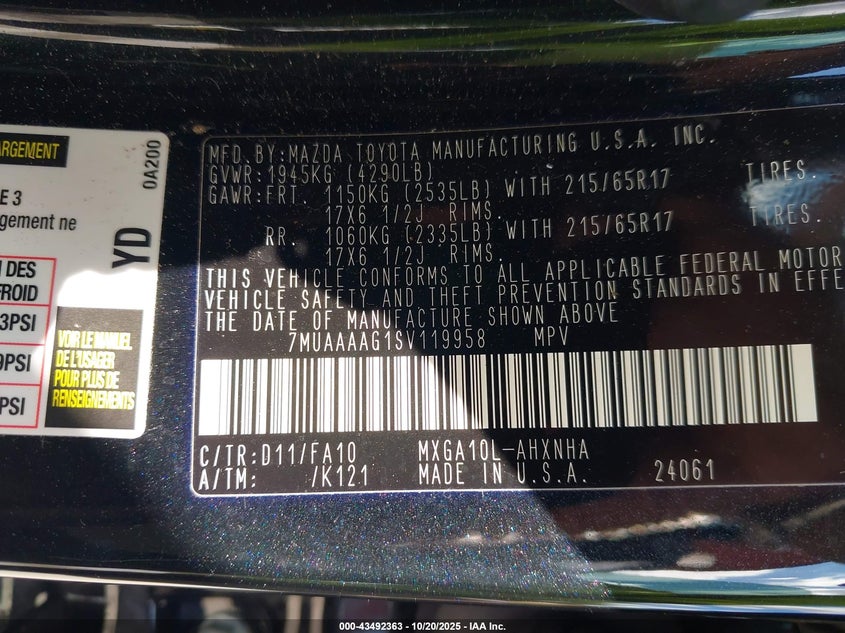 ARGEMENT
0A200
E 3
gement ne
YD
N DES
FROID
3PSI
9PSI
PSI
VOIR LE MANUEL
DE L'USAGER
POUR PLUS DE
RENSEIGNEMENTS
MFD. BY: MAZDA TOYOTA MANUFACTURING U.S.A. INC.
GVWR: 1945KG (4290LB)
GAWR: FRT. 1150KG (2535LB) WITH 215/65R17 TIRES.
17X6 1/2J RIMS.
RR. 1060KG (2335LB) WITH 215/65R17 TIRES.
17X6 1/2J RIMS.
THIS VEHICLE CONFORMS TO ALL APPLICABLE FEDERAL MOTOR
VEHICLE SAFETY AND THEFT PREVENTION STANDARDS IN EFFE
THE DATE OF MANUFACTURE SHOWN ABOVE
7MUAAAAG1SV119958 MPV
C/TR: D11/FA10 MXGA10L-AHXNHA
A/TM: /K121 MADE IN U.S.A. 24061
000-43492363 - 10/20/2025 - IAA Inc.